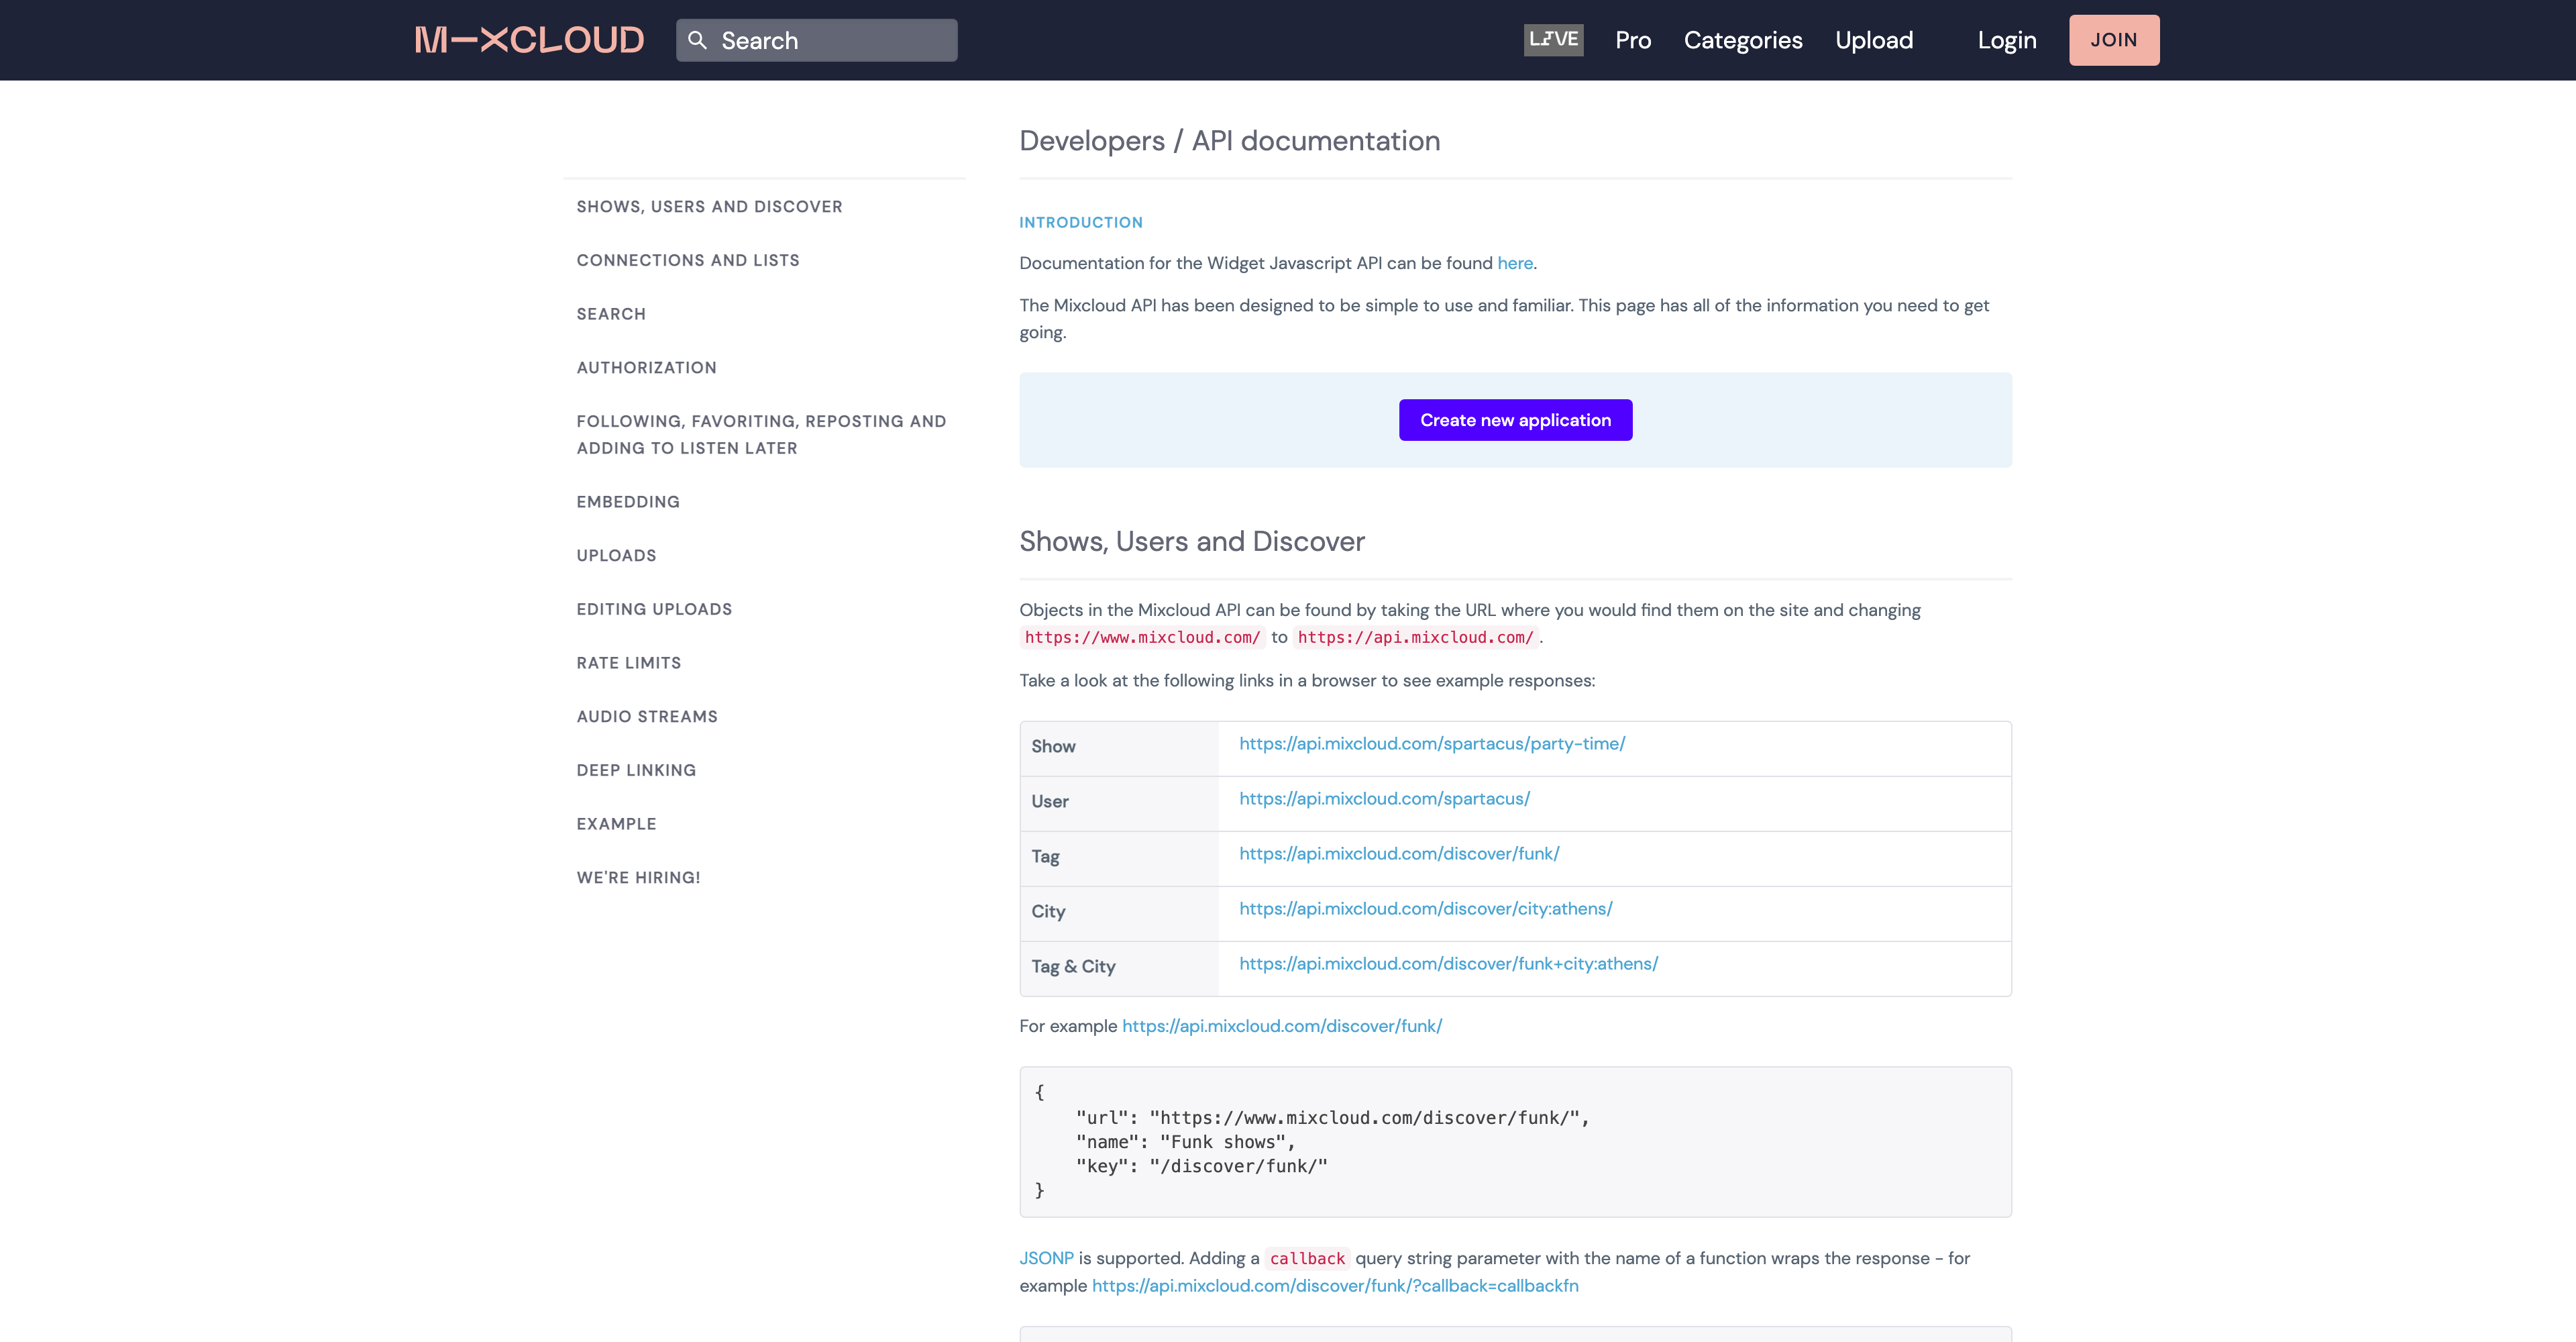 MIXCLOUD
Search
LIVE
Pro
Categories
Upload
Login
JOIN
SHOWS, USERS AND DISCOVER
CONNECTIONS AND LISTS
SEARCH
AUTHORIZATION
FOLLOWING, FAVORITING, REPOSTING AND
ADDING TO LISTEN LATER
EMBEDDING
UPLOADS
EDITING UPLOADS
RATE LIMITS
AUDIO STREAMS
DEEP LINKING
EXAMPLE
WE'RE HIRING!
Developers / API documentation
INTRODUCTION
Documentation for the Widget Javascript API can be found here.
The Mixcloud API has been designed to be simple to use and familiar. This page has all of the information you need to get
going.
Create new application
Shows, Users and Discover
Objects in the Mixcloud API can be found by taking the URL where you would find them on the site and changing
https://www.mixcloud.com/ to https://api.mixcloud.com/.
Take a look at the following links in a browser to see example responses:
Show https://api.mixcloud.com/spartacus/party-time/
User https://api.mixcloud.com/spartacus/
Tag https://api.mixcloud.com/discover/funk/
City https://api.mixcloud.com/discover/city:athens/
Tag & City https://api.mixcloud.com/discover/funk+city:athens/
For example https://api.mixcloud.com/discover/funk/
{
"url": "https://www.mixcloud.com/discover/funk/",
"name": "Funk shows",
"key": "/discover/funk/"
}
JSONP is supported. Adding a callback query string parameter with the name of a function wraps the response - for
example https://api.mixcloud.com/discover/funk/?callback=callbackfn